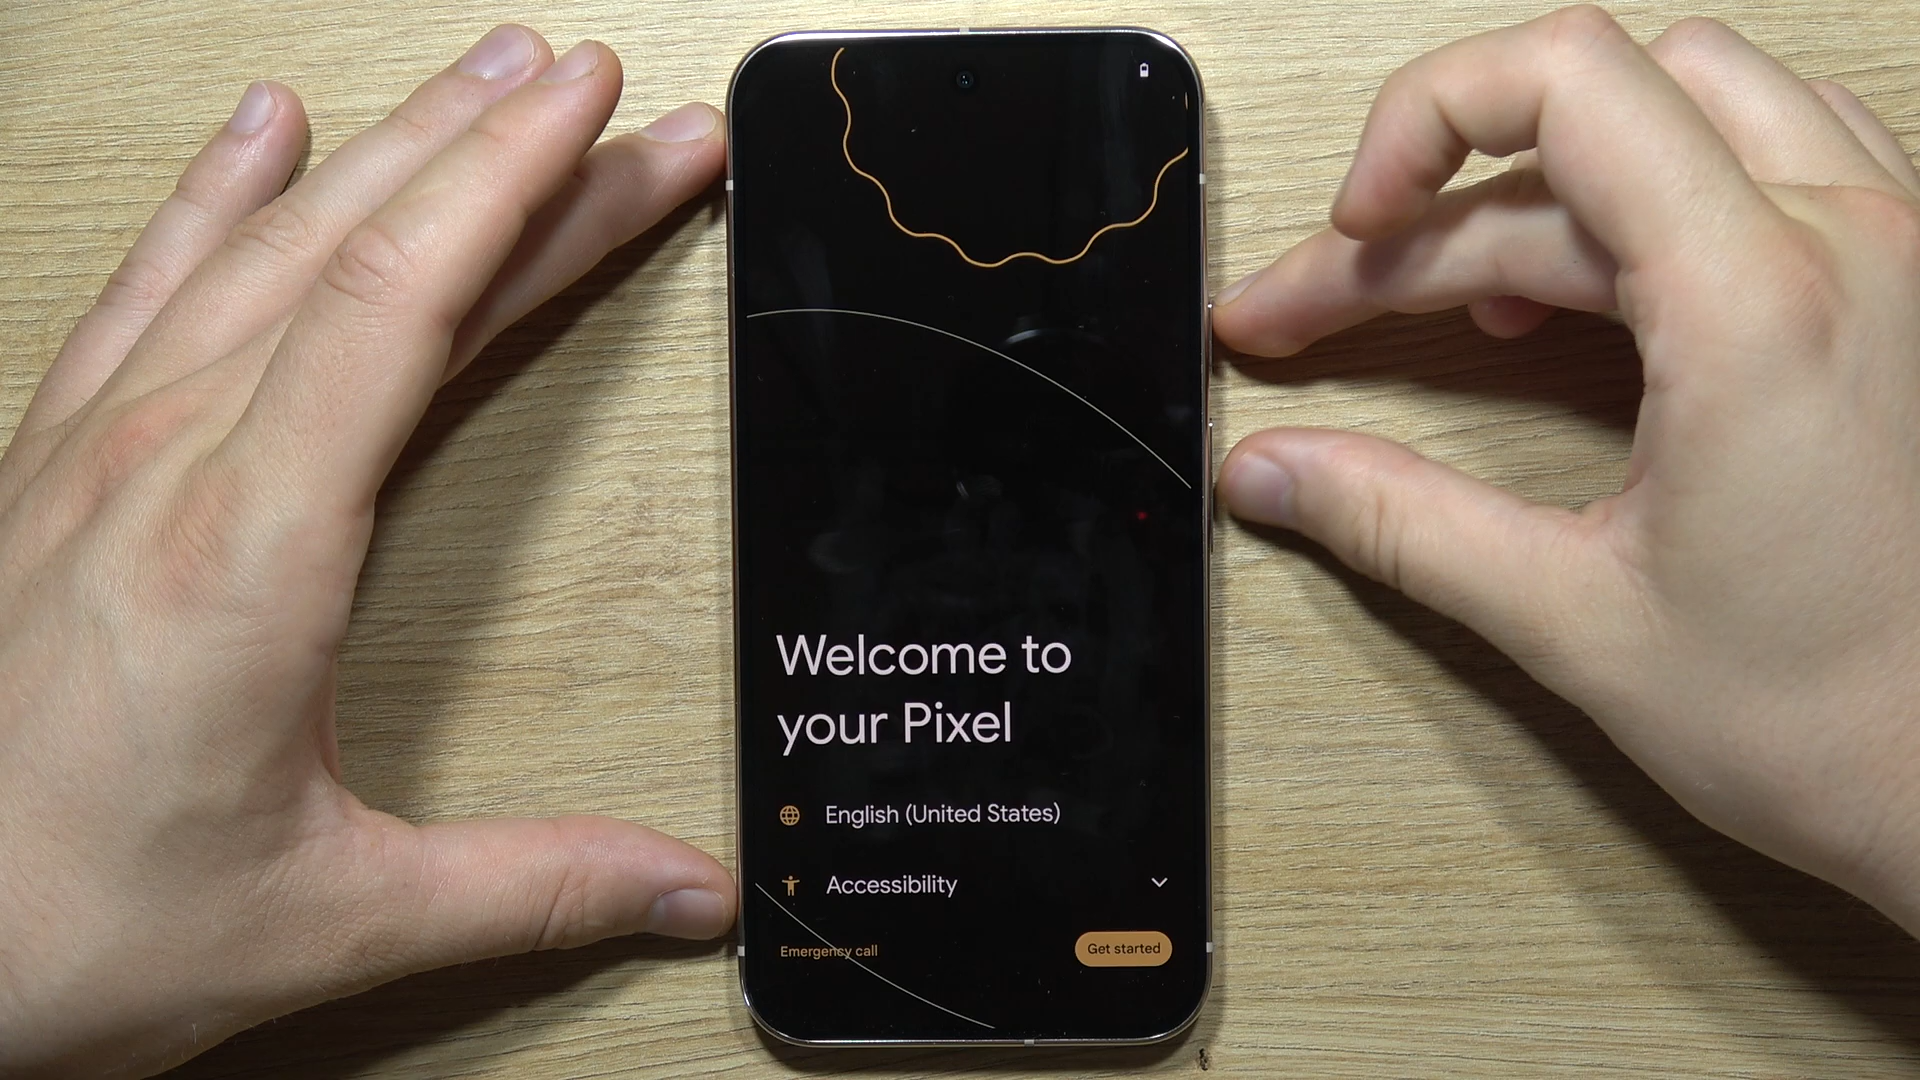 Welcome to
your Pixel
English (United States)
Accessibility
Emergency call
Get started